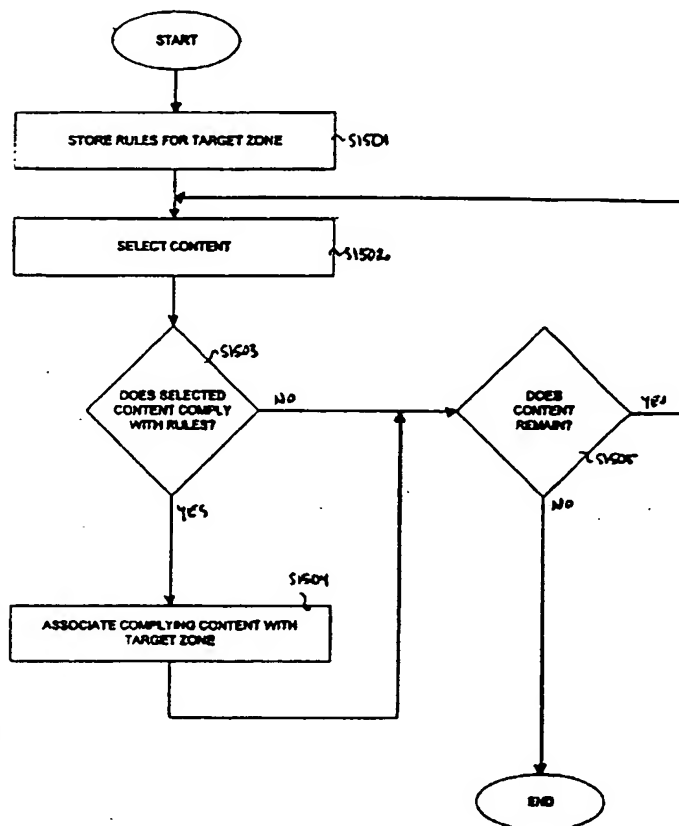 START
STORE RULES FOR TARGET ZONE
S1501
SELECT CONTENT
S1502
S1503
DOES SELECTED
CONTENT COMPLY
WITH RULES?
NO
DOES
CONTENT
REMAIN?
YES
S1505
YES
NO
S1504
ASSOCIATE COMPLYING CONTENT WITH
TARGET ZONE
END